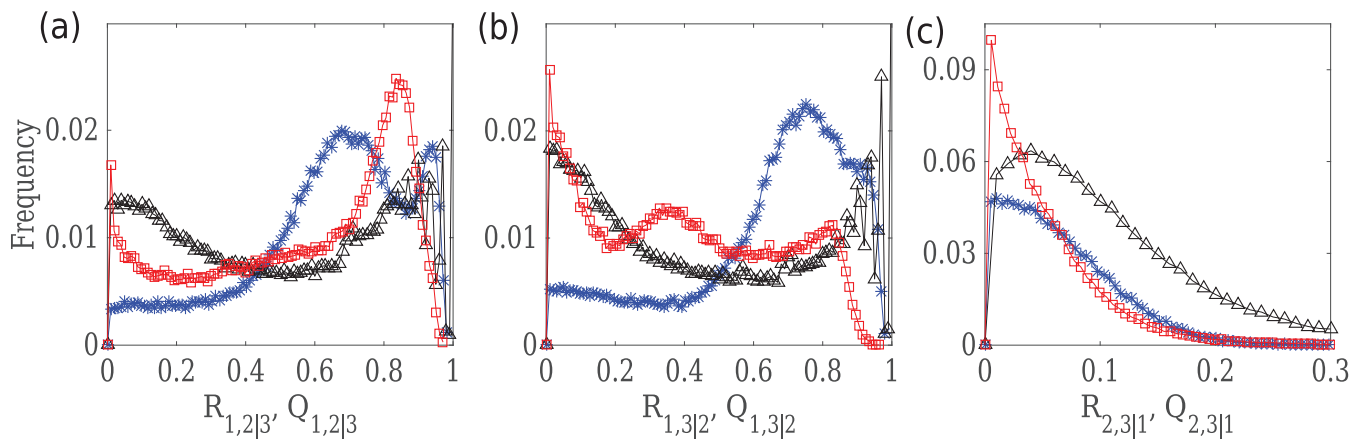 (a)
(b)
(c)
Frequency
0.02
0.01
0
0 0.2 0.4 0.6 0.8 1
R1,2|3, Q1,2|3
0.02
0.01
0
0 0.2 0.4 0.6 0.8 1
R1,3|2, Q1,3|2
0.09
0.06
0.03
0
0 0.1 0.2 0.3
R2,3|1, Q2,3|1